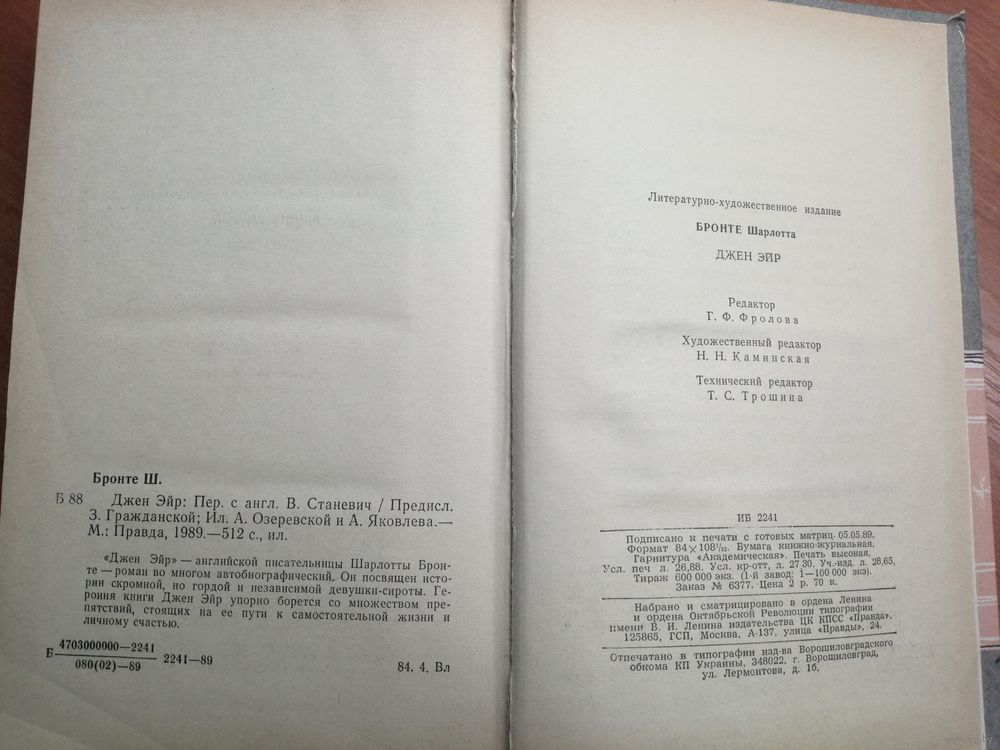 Бронте Ш.
Б 88 Джен Эйр: Пер. с англ. В. Станевич / Предисл.
З. Гражданской; Ил. А. Озеревской и А. Яковлева.—
М.: Правда, 1989.—512 с., ил.
«Джен Эйр» — английской писательницы Шарлотты Брон-
те — роман во многом автобиографический. Он посвящен исто-
рии скромной, но гордой и независимой девушки-сироты. Ге-
роиня книги Джен Эйр упорно борется со множеством пре-
пятствий, стоящих на ее пути к самостоятельной жизни и
личному счастью.
4703000000—2241
Б 2241—89
080(02)—89
84. 4. Вл
Литературно-художественное издание
БРОНТЕ Шарлотта
ДЖЕН ЭЙР
Редактор
Г. Ф. Фролова
Художественный редактор
Н. Н. Каминская
Технический редактор
Т. С. Трошина
ИБ 2241
Подписано к печати с готовых матриц. 05.05.89.
Формат 84×108¹/₃₂. Бумага книжно-журнальная.
Гарнитура «Академическая». Печать высокая.
Усл. печ л. 26,88. Усл. кр-отт, л. 27 30. Уч.-изд. л. 28,65,
Тираж 600 000 экз. (1-й завод: 1—100 000 экз).
Заказ № 6377. Цена 2 р. 70 к.
Набрано и сматрицировано в ордена Ленина
и ордена Октябрьской Революции типографии
имени В. И. Ленина издательства ЦК КПСС «Правда».
125865, ГСП, Москва, А-137, улица «Правды», 24.
Отпечатано в типографии изд-ва Ворошиловградского
обкома КП Украины, 348022, г. Ворошиловград,
ул. Лермонтова, д. 1б.